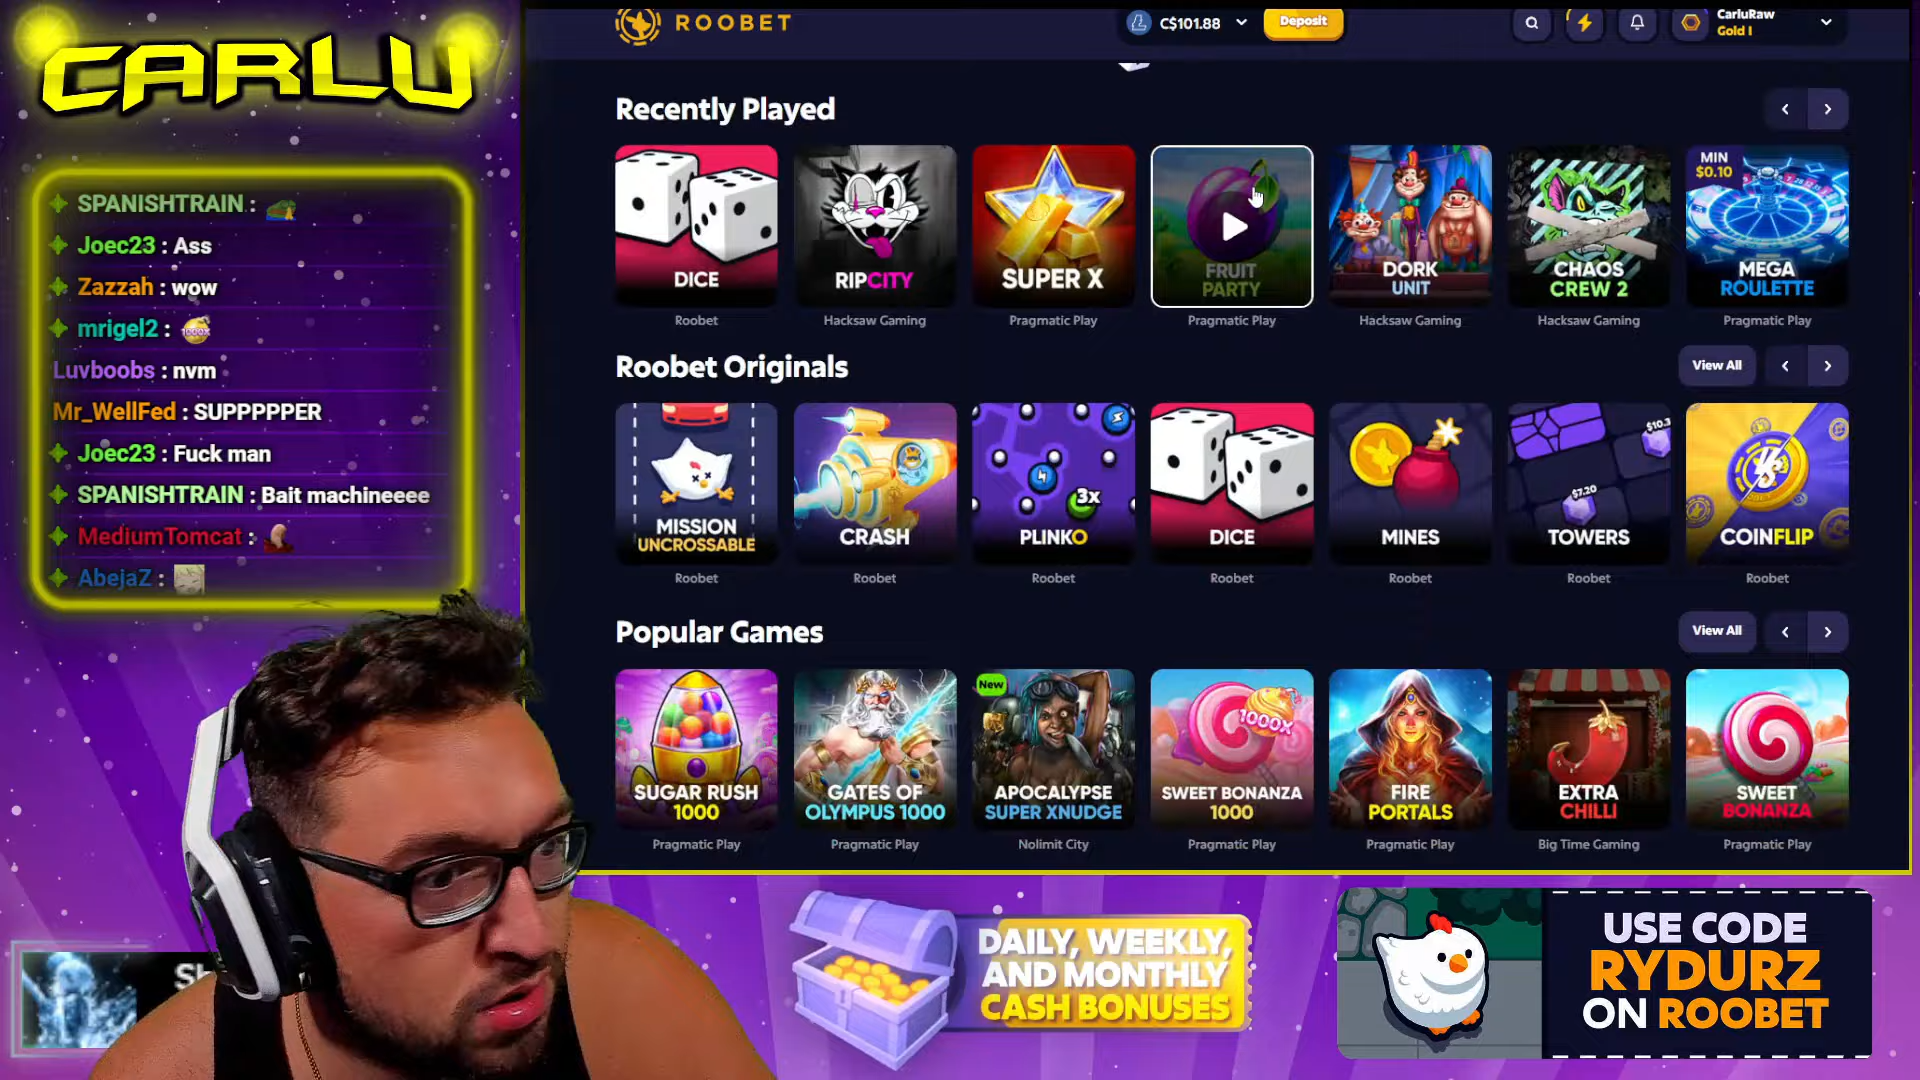 CARLU
SPANISHTRAIN :
Joec23 : Ass
Zazzah : wow
mrigel2 :
Luvboobs : nvm
Mr_WellFed : SUPPPPPER
Joec23 : Fuck man
SPANISHTRAIN : Bait machineeee
MediumTomcat :
AbejaZ :
ROOBET
C$101.88
Deposit
CarluRaw
Gold I
Recently Played
DICE
Roobet
RIPCITY
Hacksaw Gaming
SUPER X
Pragmatic Play
FRUIT
PARTY
Pragmatic Play
DORK
UNIT
Hacksaw Gaming
CHAOS
CREW 2
Hacksaw Gaming
MIN
$0.10
MEGA
ROULETTE
Pragmatic Play
Roobet Originals
View All
MISSION
UNCROSSABLE
Roobet
CRASH
Roobet
3x
PLINKO
Roobet
DICE
Roobet
MINES
Roobet
$10.3
$7.20
TOWERS
Roobet
VS
COINFLIP
Roobet
Popular Games
View All
SUGAR RUSH
1000
Pragmatic Play
GATES OF
OLYMPUS 1000
Pragmatic Play
New
APOCALYPSE
SUPER XNUDGE
Nolimit City
1000X
SWEET BONANZA
1000
Pragmatic Play
FIRE
PORTALS
Pragmatic Play
EXTRA
CHILLI
Big Time Gaming
SWEET
BONANZA
Pragmatic Play
DAILY, WEEKLY,
AND MONTHLY
CASH BONUSES
USE CODE
RYDURZ
ON ROOBET